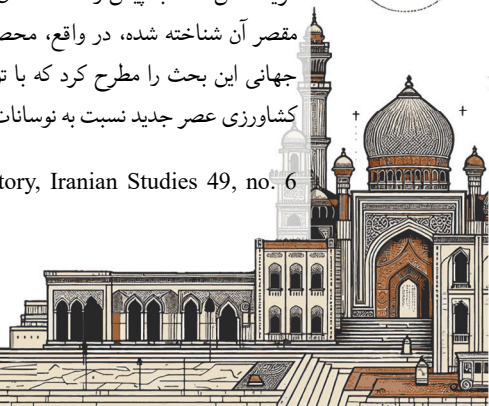 مقصر آن شناخته شده، در واقع، محص
جهانی این بحث را مطرح کرد که با تو
کشاورزی عصر جدید نسبت به نوسانات
tory, Iranian Studies 49, no. 6